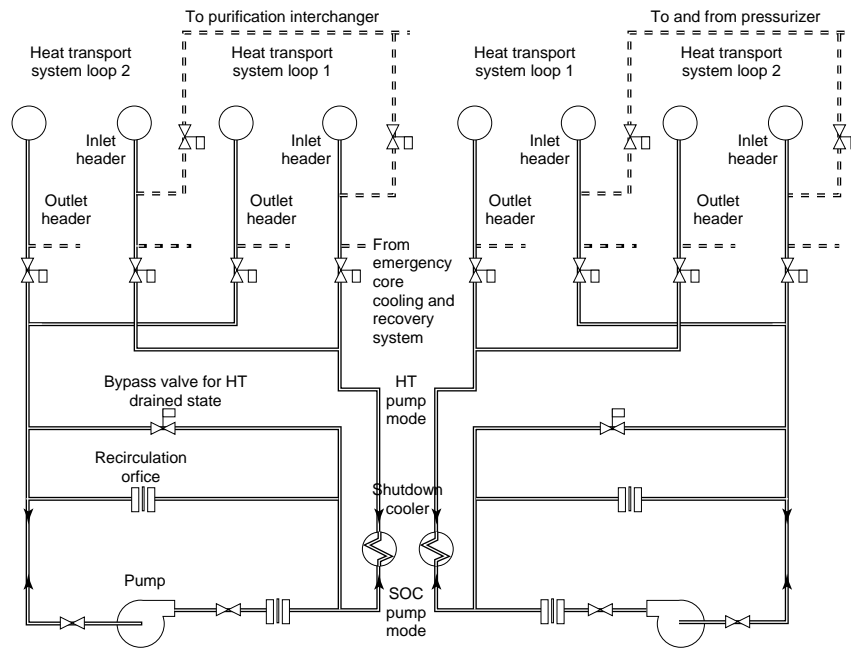 To purification interchanger
To and from pressurizer
Heat transport
system loop 2
Heat transport
system loop 1
Heat transport
system loop 1
Heat transport
system loop 2
Inlet
header
Inlet
header
Inlet
header
Inlet
header
Outlet
header
Outlet
header
Outlet
header
Outlet
header
From
emergency
core
cooling and
recovery
system
Bypass valve for HT
drained state
HT
pump
mode
Recirculation
orfice
Shutdown
cooler
Pump
SOC
pump
mode